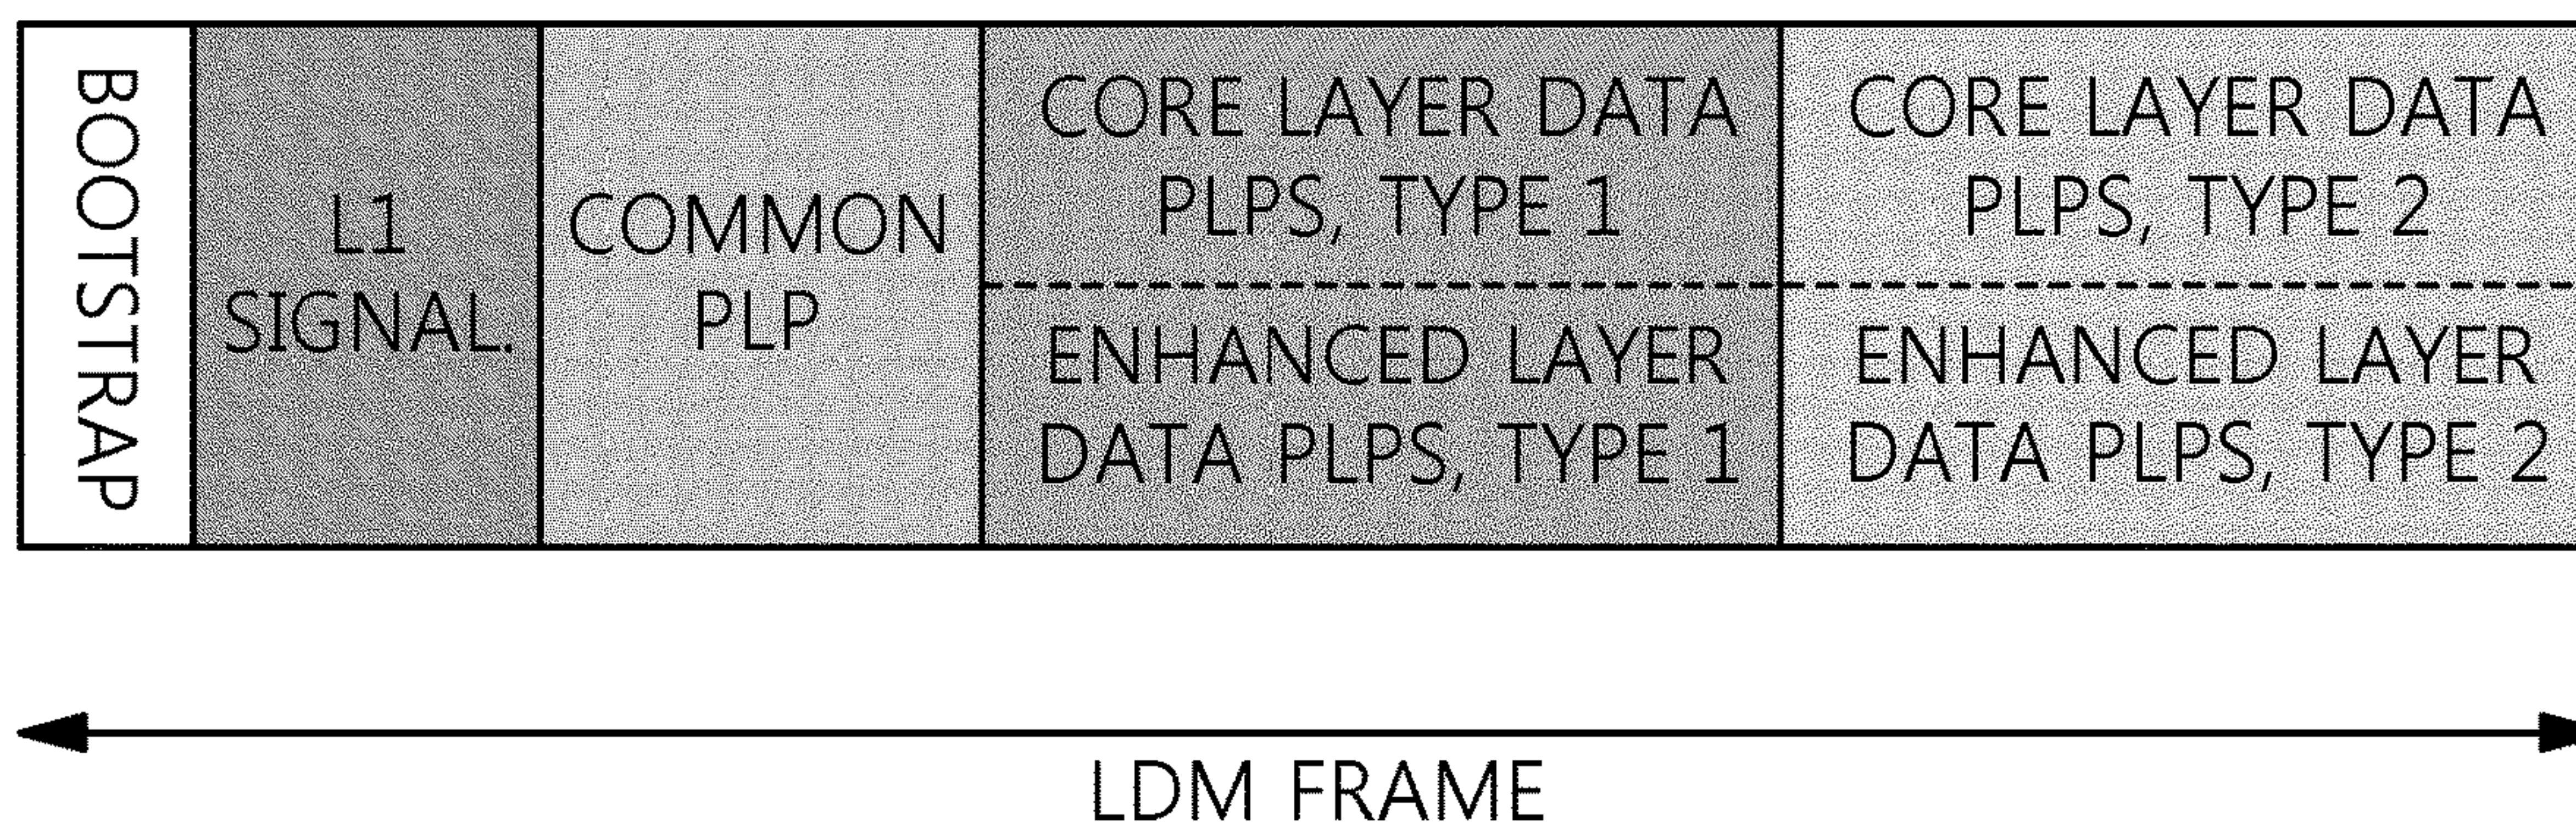 BOOTSTRAP
L1
SIGNAL.
COMMON
PLP
CORE LAYER DATA
PLPS, TYPE 1
ENHANCED LAYER
DATA PLPS, TYPE 1
CORE LAYER DATA
PLPS, TYPE 2
ENHANCED LAYER
DATA PLPS, TYPE 2
LDM FRAME